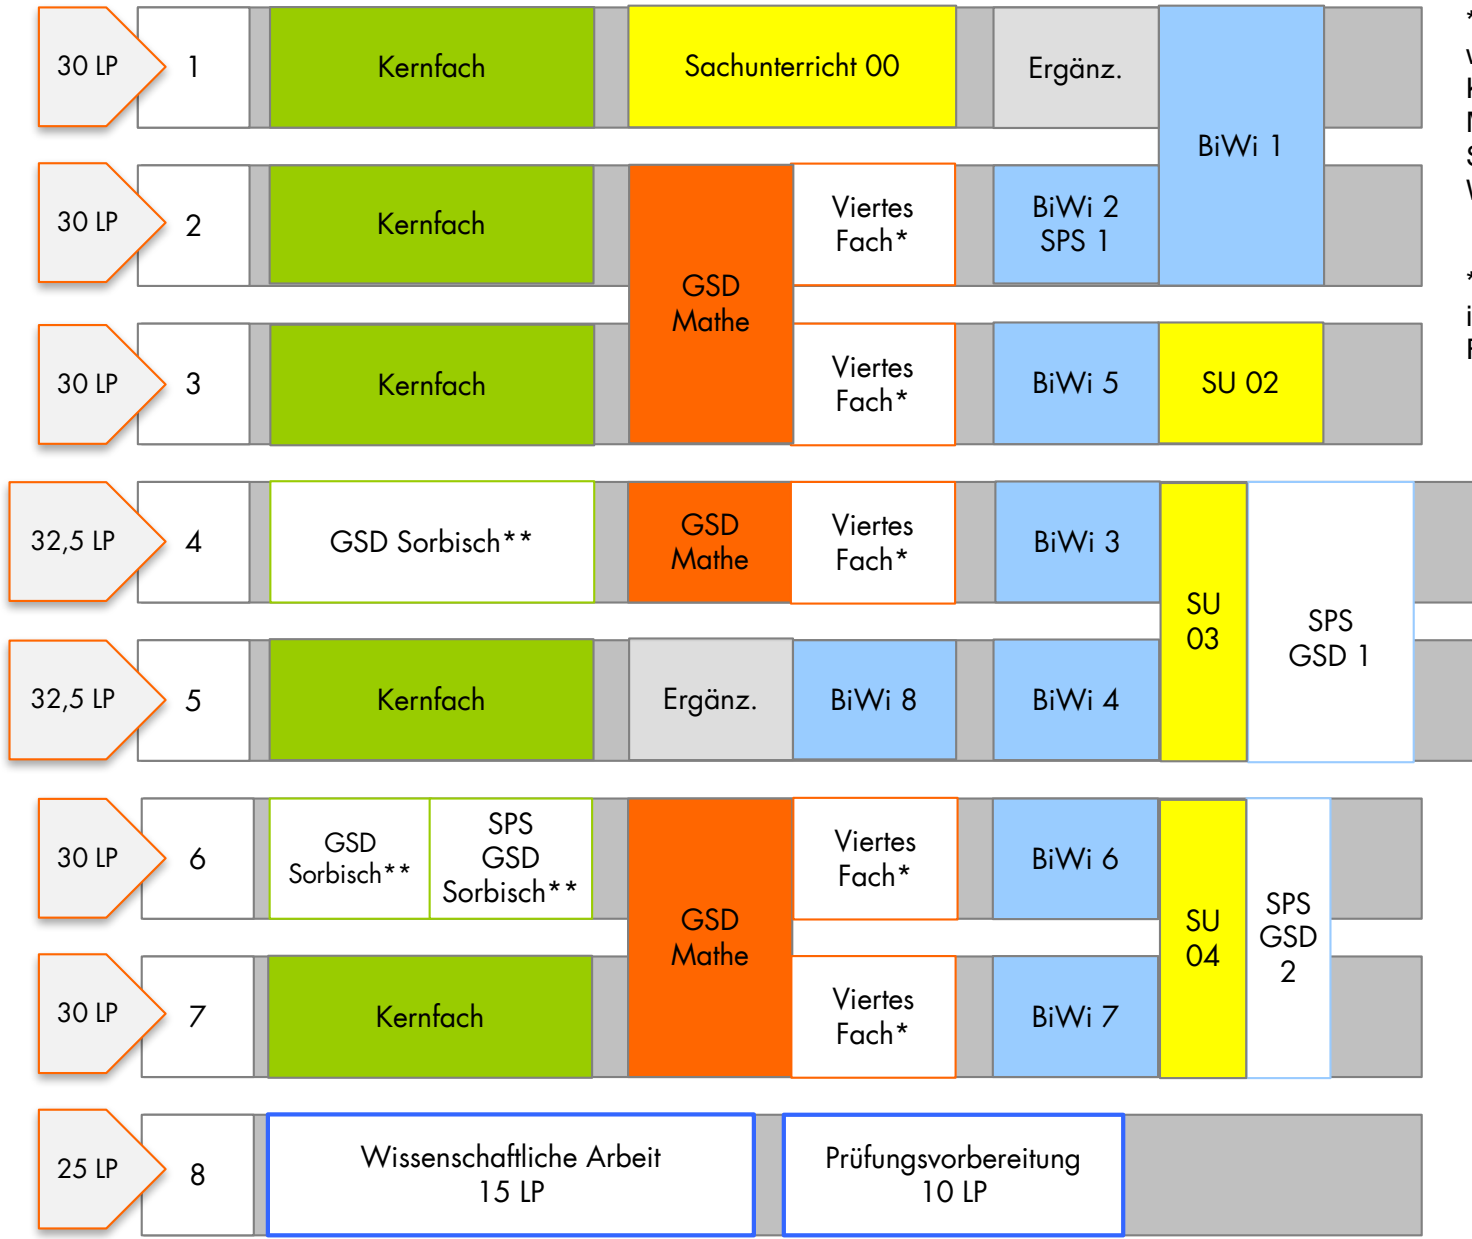 30 LP
1
Kernfach
Sachunterricht 00
Ergänz.
BiWi 1
30 LP
2
Kernfach
GSD
Mathe
Viertes
Fach*
BiWi 2
SPS 1
30 LP
3
Kernfach
Viertes
Fach*
BiWi 5
SU 02
32,5 LP
4
GSD Sorbisch**
GSD
Mathe
Viertes
Fach*
BiWi 3
SU
03
SPS
GSD 1
32,5 LP
5
Kernfach
Ergänz.
BiWi 8
BiWi 4
30 LP
6
GSD
Sorbisch**
SPS
GSD
Sorbisch**
GSD
Mathe
Viertes
Fach*
BiWi 6
SU
04
SPS
GSD
2
30 LP
7
Kernfach
Viertes
Fach*
BiWi 7
25 LP
8
Wissenschaftliche Arbeit
15 LP
Prüfungsvorbereitung
10 LP